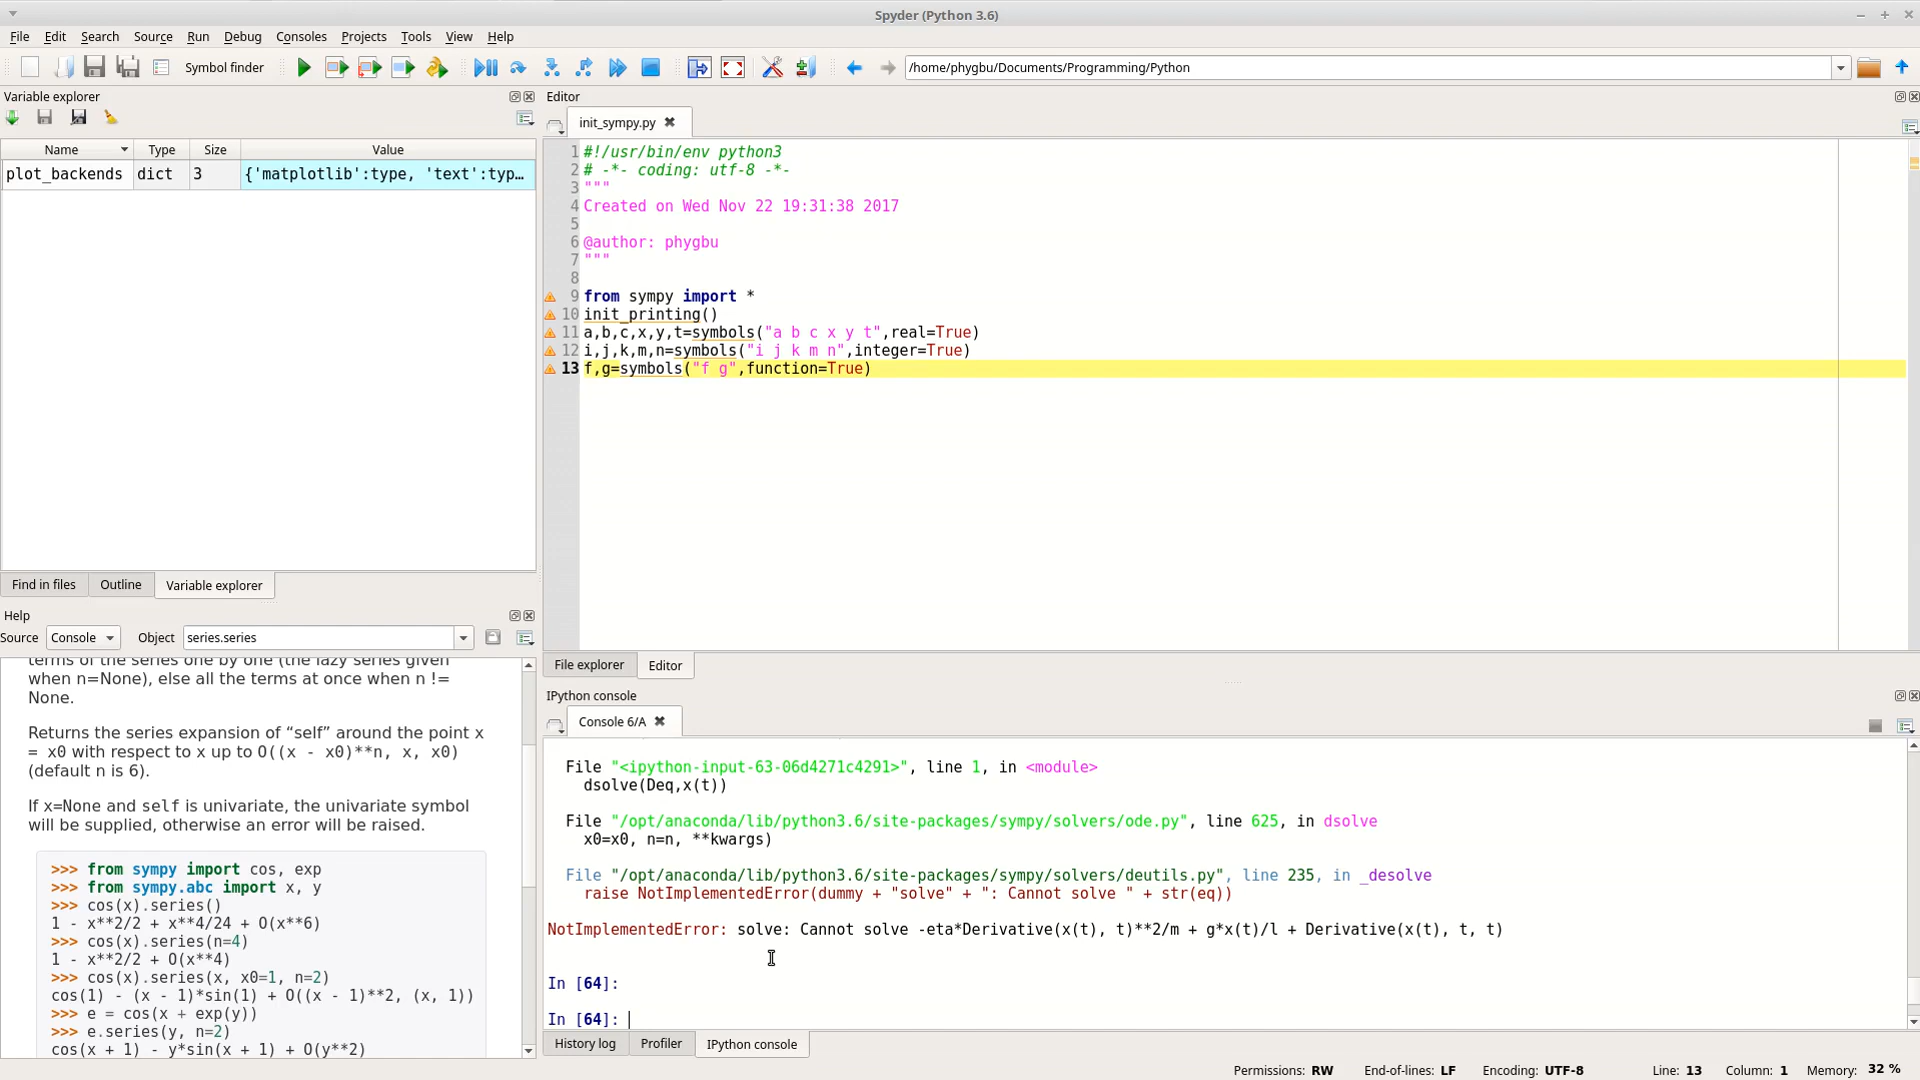 Spyder (Python 3.6)
File Edit Search Source Run Debug Consoles Projects Tools View Help
Symbol finder
/home/phygbu/Documents/Programming/Python
Variable explorer
Name Type Size Value
plot_backends dict 3 {'matplotlib':type, 'text':typ…
Find in files Outline Variable explorer
Help
Source Console Object series.series
terms of the series one by one (the lazy series given
when n=None), else all the terms at once when n !=
None.
Returns the series expansion of “self” around the point x
= x0 with respect to x up to O((x - x0)**n, x, x0)
(default n is 6).
If x=None and self is univariate, the univariate symbol
will be supplied, otherwise an error will be raised.
>>> from sympy import cos, exp
>>> from sympy.abc import x, y
>>> cos(x).series()
1 - x**2/2 + x**4/24 + O(x**6)
>>> cos(x).series(n=4)
1 - x**2/2 + O(x**4)
>>> cos(x).series(x, x0=1, n=2)
cos(1) - (x - 1)*sin(1) + O((x - 1)**2, (x, 1))
>>> e = cos(x + exp(y))
>>> e.series(y, n=2)
cos(x + 1) - y*sin(x + 1) + O(y**2)
Editor
init_sympy.py
1 #!/usr/bin/env python3
2 # -*- coding: utf-8 -*-
3 """
4 Created on Wed Nov 22 19:31:38 2017
5
6 @author: phygbu
7 """
8
9 from sympy import *
10 init_printing()
11 a,b,c,x,y,t=symbols("a b c x y t",real=True)
12 i,j,k,m,n=symbols("i j k m n",integer=True)
13 f,g=symbols("f g",function=True)
File explorer Editor
IPython console
Console 6/A
File "<ipython-input-63-06d4271c4291>", line 1, in <module>
dsolve(Deq,x(t))
File "/opt/anaconda/lib/python3.6/site-packages/sympy/solvers/ode.py", line 625, in dsolve
x0=x0, n=n, **kwargs)
File "/opt/anaconda/lib/python3.6/site-packages/sympy/solvers/deutils.py", line 235, in _desolve
raise NotImplementedError(dummy + "solve" + ": Cannot solve " + str(eq))
NotImplementedError: solve: Cannot solve -eta*Derivative(x(t), t)**2/m + g*x(t)/l + Derivative(x(t), t, t)
In [64]:
In [64]:
History log Profiler IPython console
Permissions: RW End-of-lines: LF Encoding: UTF-8 Line: 13 Column: 1 Memory: 32 %